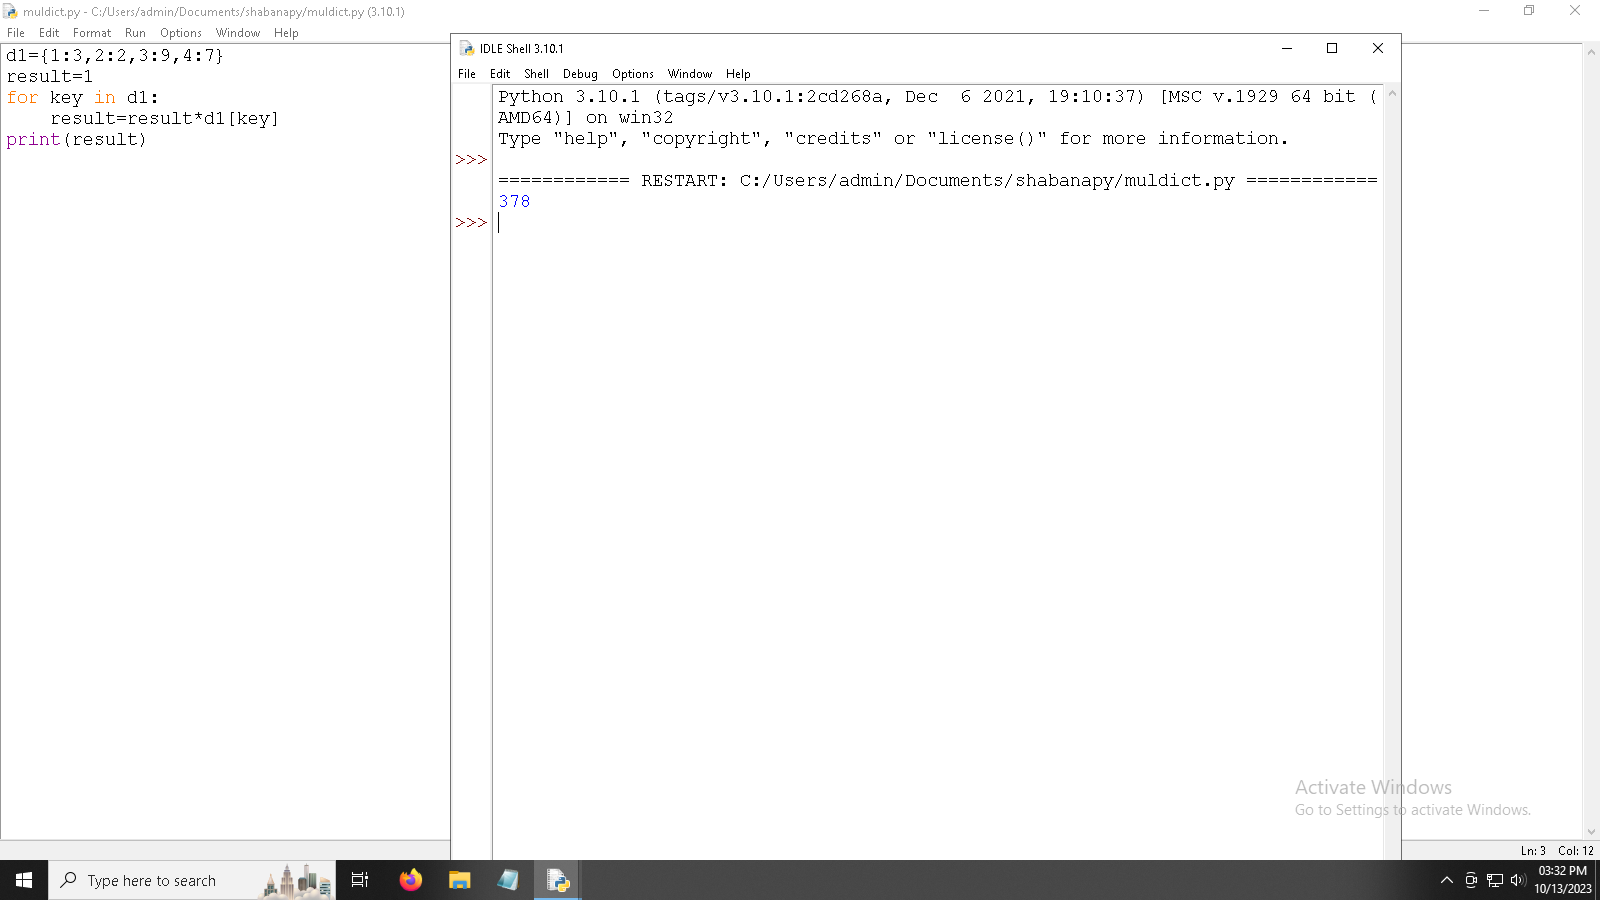 muldict.py - C:/Users/admin/Documents/shabanapy/muldict.py (3.10.1)
File Edit Format Run Options Window Help
d1={1:3,2:2,3:9,4:7}
result=1
for key in d1:
    result=result*d1[key]
print(result)
IDLE Shell 3.10.1
File Edit Shell Debug Options Window Help
Python 3.10.1 (tags/v3.10.1:2cd268a, Dec  6 2021, 19:10:37) [MSC v.1929 64 bit (
AMD64)] on win32
Type "help", "copyright", "credits" or "license()" for more information.
>>>
============ RESTART: C:/Users/admin/Documents/shabanapy/muldict.py ============
378
>>>
Activate Windows
Go to Settings to activate Windows.
Ln: 3 Col: 12
Type here to search
03:32 PM
10/13/2023